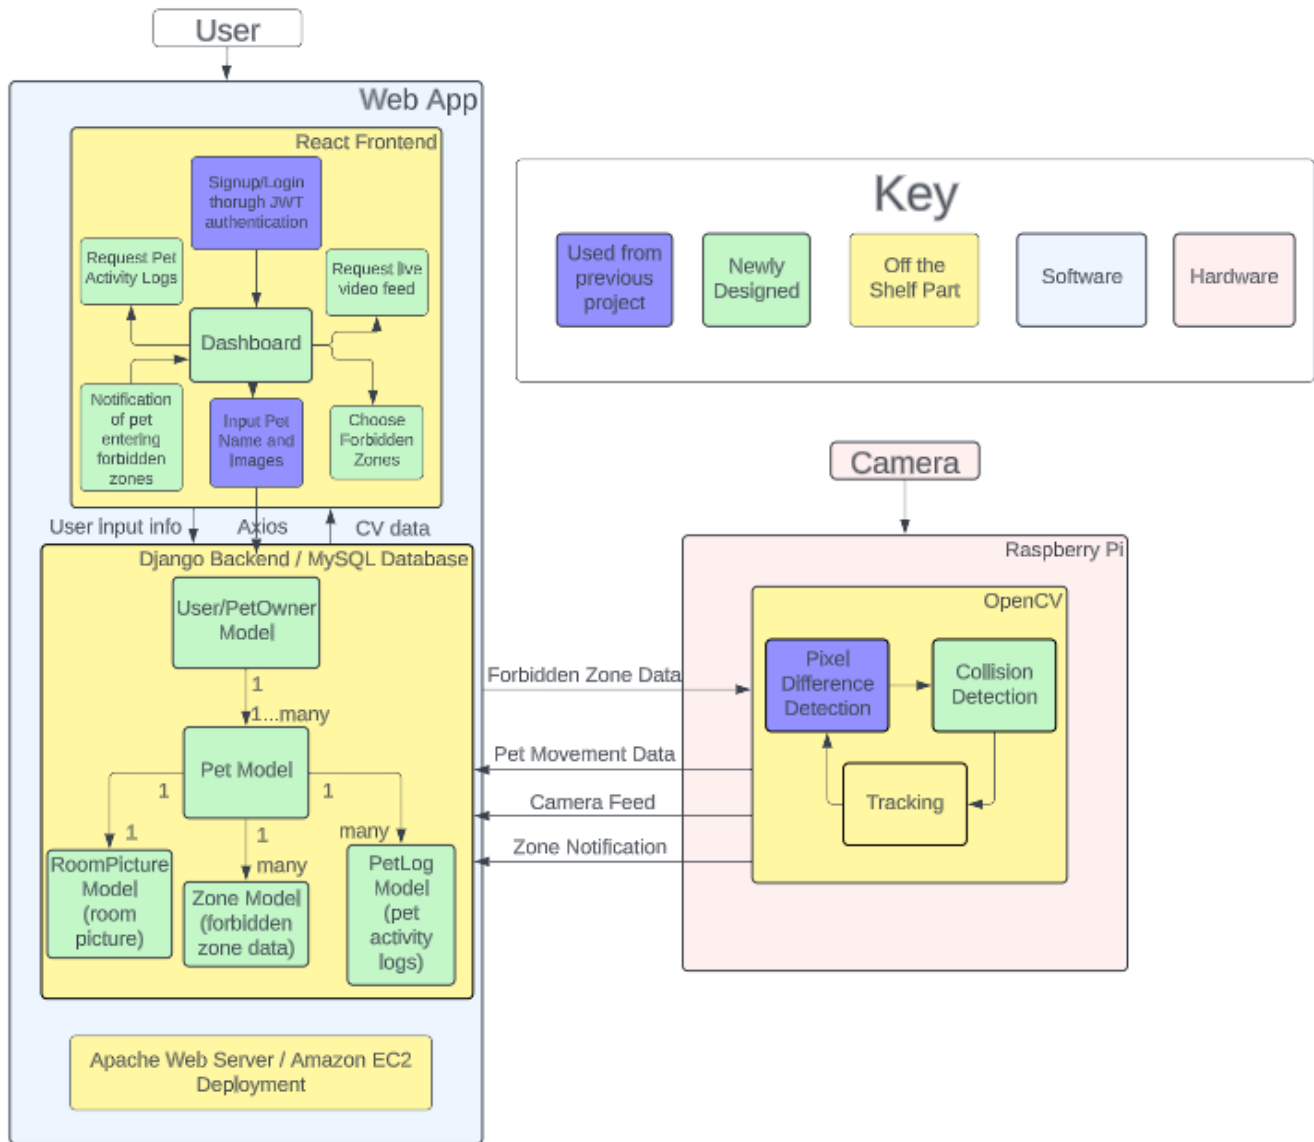 User
Web App
React Frontend
Signup/Login
thorugh JWT
authentication
Request Pet
Activity Logs
Request live
video feed
Dashboard
Notification
of pet
entering
forbidden
zones
Input Pet
Name and
Images
Choose
Forbidden
Zones
User input info
Axios
CV data
Django Backend / MySQL Database
User/PetOwner
Model
1
1...many
Pet Model
1
1
1
1
many
many
RoomPicture
Model
(room
picture)
Zone Model
(forbidden
zone data)
PetLog
Model
(pet
activity
logs)
Apache Web Server / Amazon EC2
Deployment
Key
Used from
previous
project
Newly
Designed
Off the
Shelf Part
Software
Hardware
Camera
Raspberry Pi
OpenCV
Pixel
Difference
Detection
Collision
Detection
Tracking
Forbidden Zone Data
Pet Movement Data
Camera Feed
Zone Notification